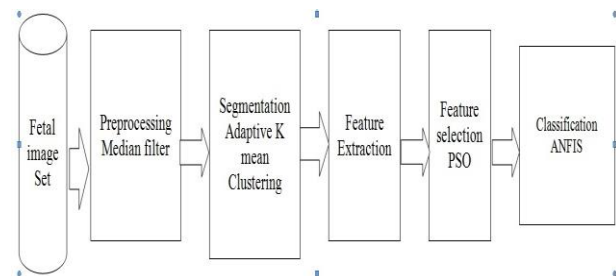 Fetal
image
Set
Preprocessing
Median filter
Segmentation
Adaptive K
mean
Clustering
Feature
Extraction
Feature
selection
PSO
Classification
ANFIS